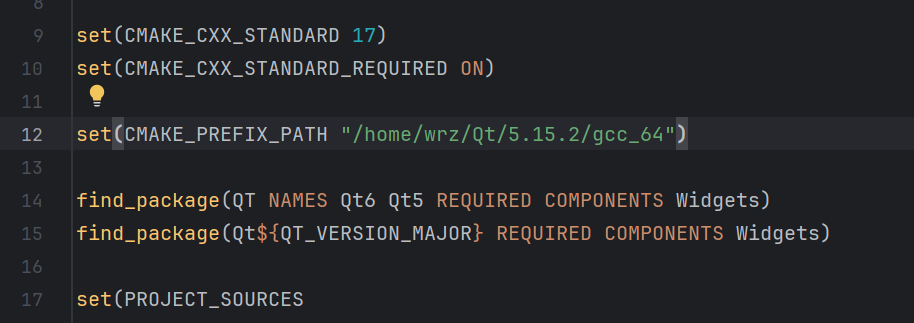 8
9 set(CMAKE_CXX_STANDARD 17)
10 set(CMAKE_CXX_STANDARD_REQUIRED ON)
11
12 set(CMAKE_PREFIX_PATH "/home/wrz/Qt/5.15.2/gcc_64")
13
14 find_package(QT NAMES Qt6 Qt5 REQUIRED COMPONENTS Widgets)
15 find_package(Qt${QT_VERSION_MAJOR} REQUIRED COMPONENTS Widgets)
16
17 set(PROJECT_SOURCES